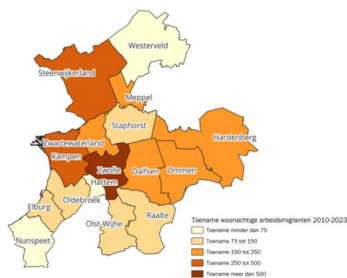 Westerveld
Steenwijkerland
Meppel
Staphorst
Hardenberg
Zwartewaterland
Kampen
Zwolle
Dalfsen
Ommen
Hattem
Elburg
Oldebroek
Raalte
Olst-Wijhe
Nunspeet
Toename woonachtige arbeidsmigranten 2010-2023
Toename minder dan 75
Toename 75 tot 150
Toename 150 tot 250
Toename 250 tot 500
Toename meer dan 500